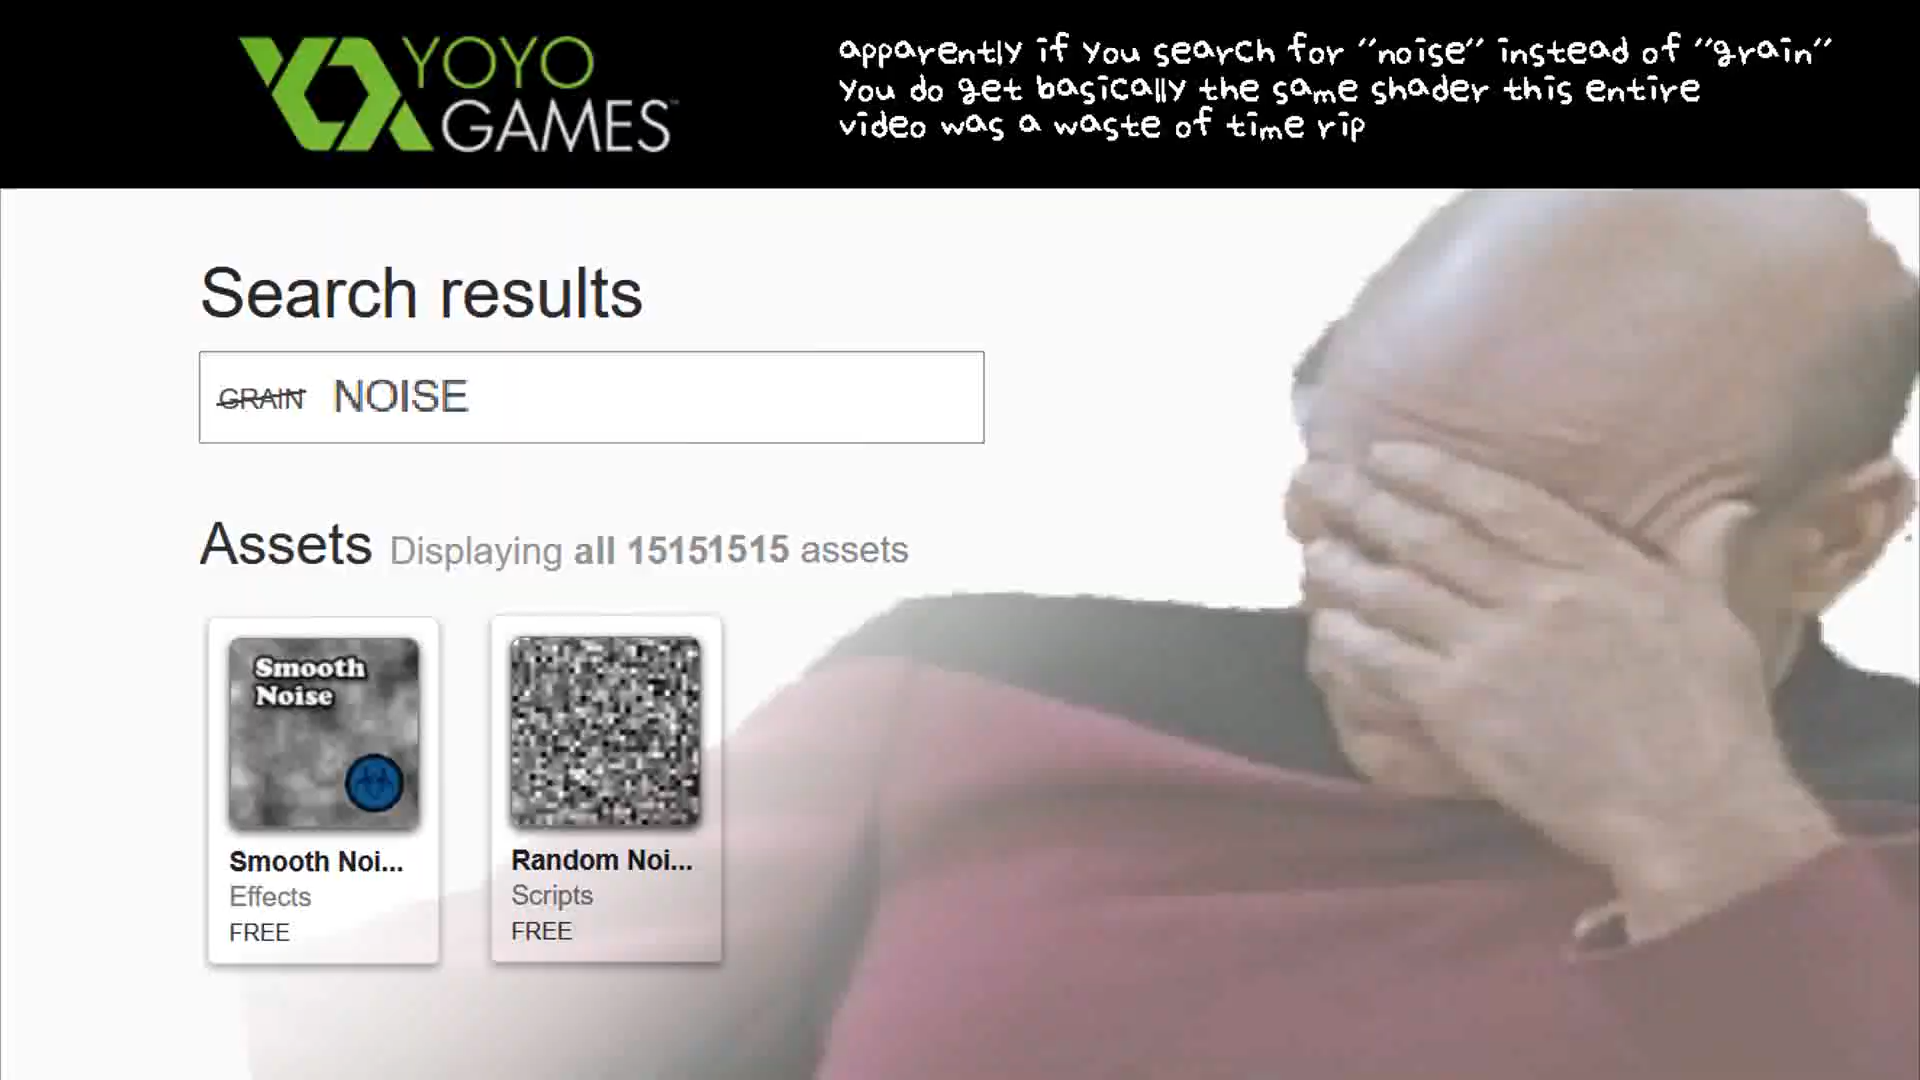 YOYO
GAMES™
apparently if you search for "noise" instead of "grain"
you do get basically the same shader this entire
video was a waste of time rip
Search results
GRAIN NOISE
Assets Displaying all 15151515 assets
Smooth
Noise
Smooth Noi...
Effects
FREE
Random Noi...
Scripts
FREE